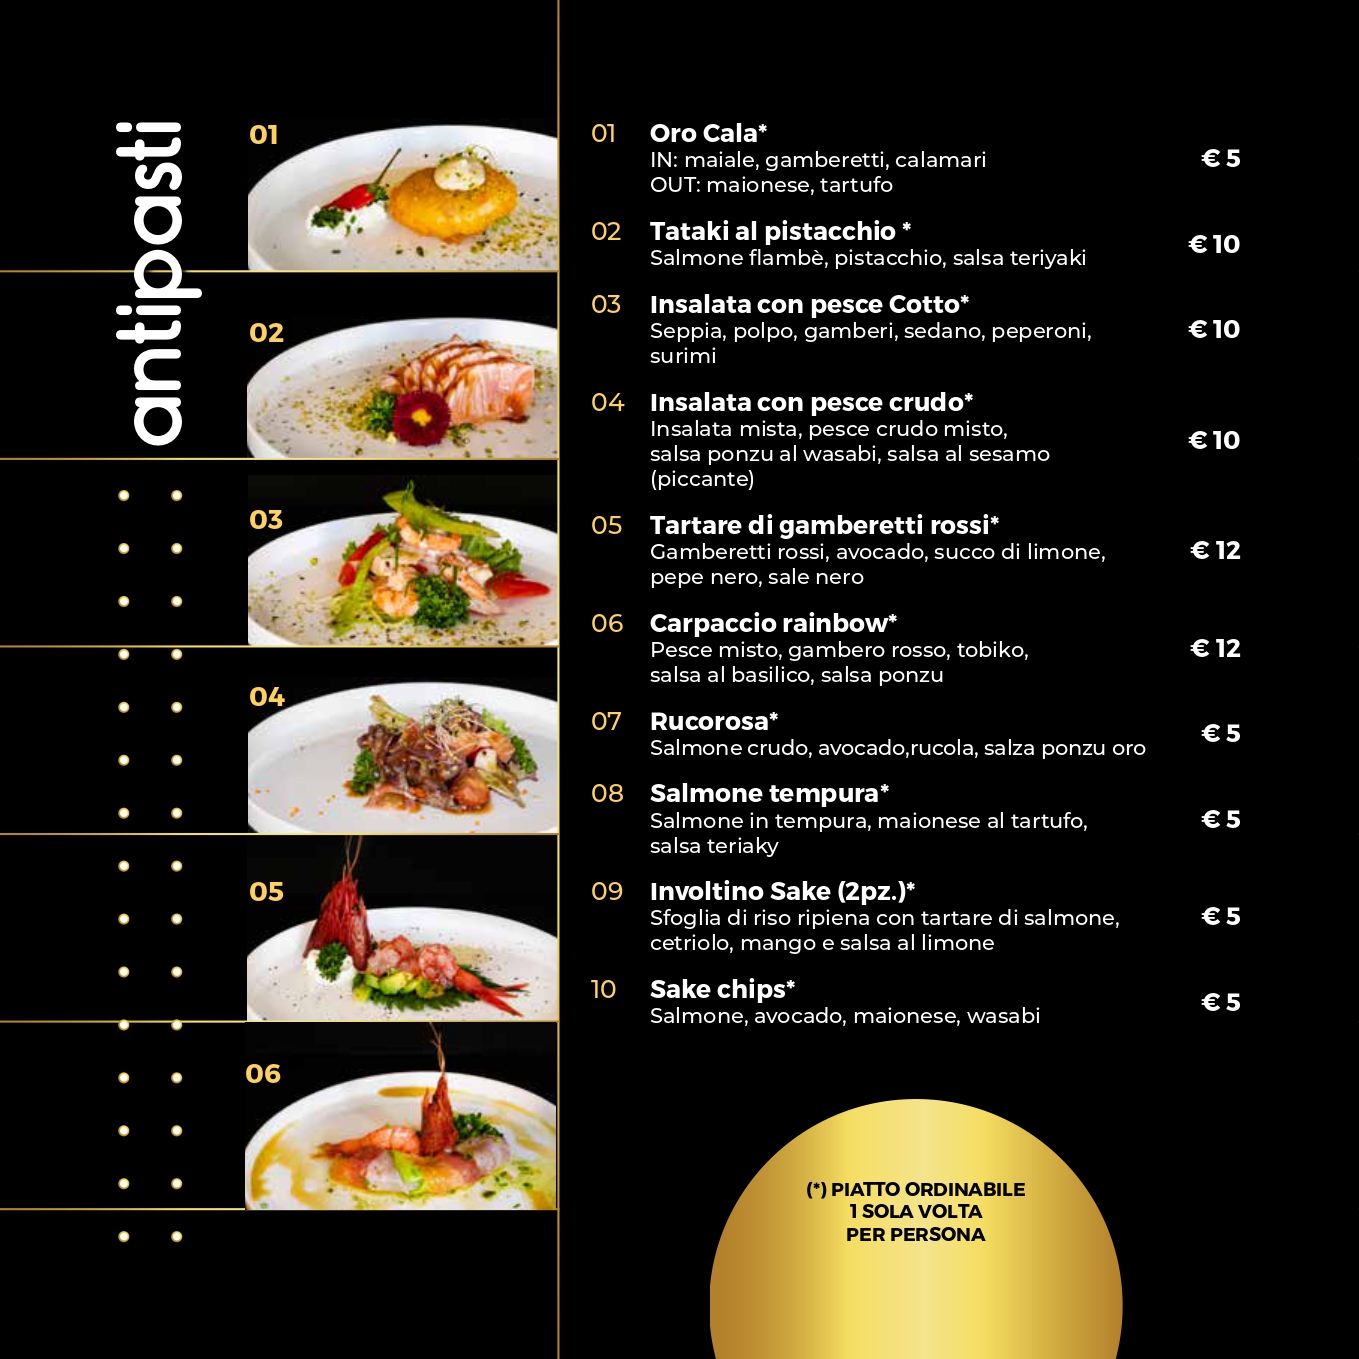 antipasti
01
02
03
04
05
06
01 Oro Cala*
IN: maiale, gamberetti, calamari
€ 5
OUT: maionese, tartufo
02 Tataki al pistacchio *
€ 10
Salmone flambè, pistacchio, salsa teriyaki
03 Insalata con pesce Cotto*
Seppia, polpo, gamberi, sedano, peperoni,
€ 10
surimi
04 Insalata con pesce crudo*
Insalata mista, pesce crudo misto,
€ 10
salsa ponzu al wasabi, salsa al sesamo
(piccante)
05 Tartare di gamberetti rossi*
Gamberetti rossi, avocado, succo di limone,
€ 12
pepe nero, sale nero
06 Carpaccio rainbow*
Pesce misto, gambero rosso, tobiko,
€ 12
salsa al basilico, salsa ponzu
07 Rucorosa*
€ 5
Salmone crudo, avocado,rucola, salza ponzu oro
08 Salmone tempura*
Salmone in tempura, maionese al tartufo,
€ 5
salsa teriaky
09 Involtino Sake (2pz.)*
Sfoglia di riso ripiena con tartare di salmone,
€ 5
cetriolo, mango e salsa al limone
10 Sake chips*
€ 5
Salmone, avocado, maionese, wasabi
(*) PIATTO ORDINABILE
1 SOLA VOLTA
PER PERSONA